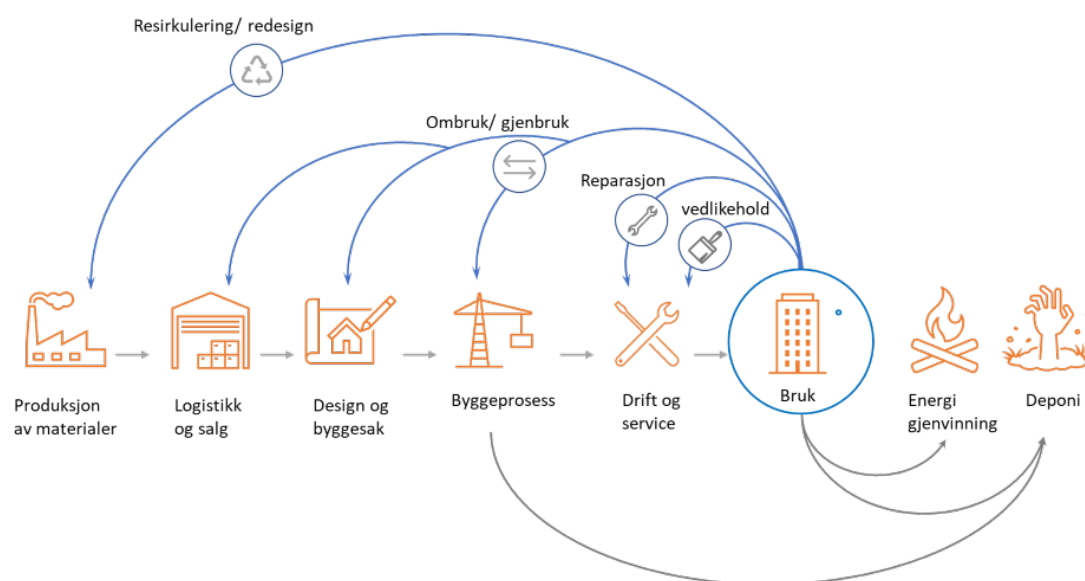 Resirkulering/ redesign
Ombruk/ gjenbruk
Reparasjon
vedlikehold
Produksjon
av materialer
Logistikk
og salg
Design og
byggesak
Byggeprosess
Drift og
service
Bruk
Energi
gjenvinning
Deponi